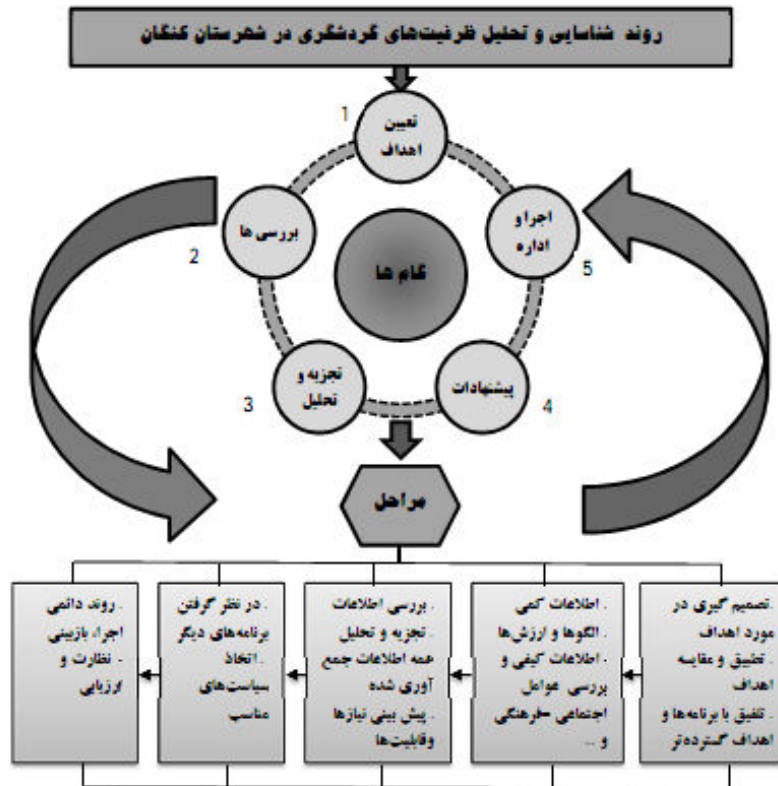 روند شناسایی و تحلیل ظرفیت‌های گردشگری در شهرستان کنگان
1
تعیین
اهداف
2
بررسی ها
3
تجزیه و
تحلیل
4
پیشنهادات
5
اجرا و
اداره
گام ها
مراحل
.تصمیم گیری در
مورد اهداف
. تطبیق و مقایسه
اهداف
. تلفیق با برنامه‌ها و
اهداف گسترده‌تر
. اطلاعات کمی
الگوها و ارزش‌ها
- اطلاعات کیفی و
بررسی عوامل
اجتماعی -فرهنگی
و ...
. بررسی اطلاعات
. تجزیه و تحلیل
همه اطلاعات جمع
آوری شده
. پیش بینی نیازها
وقابلیت‌ها
. در نظر گرفتن
برنامه‌های دیگر
. اتخاذ
سیاست‌های
مناسب
. روند دائمی
اجرا، بازبینی
- نظارت و
ارزیابی